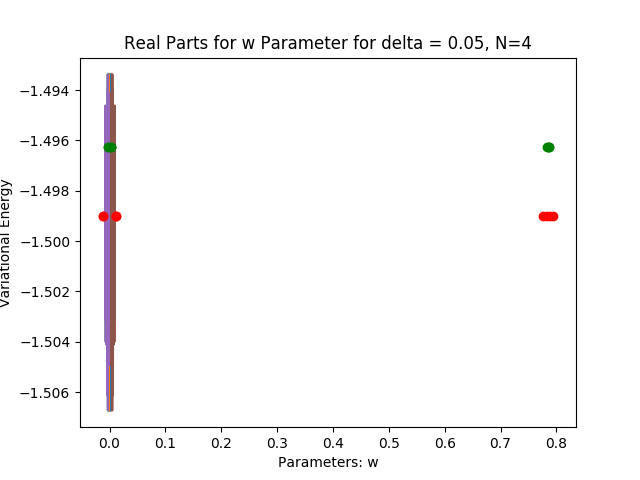 Real Parts for w Parameter for delta = 0.05, N=4
−1.494
−1.496
−1.498
−1.500
−1.502
−1.504
−1.506
Variational Energy
0.0 0.1 0.2 0.3 0.4 0.5 0.6 0.7 0.8
Parameters: w